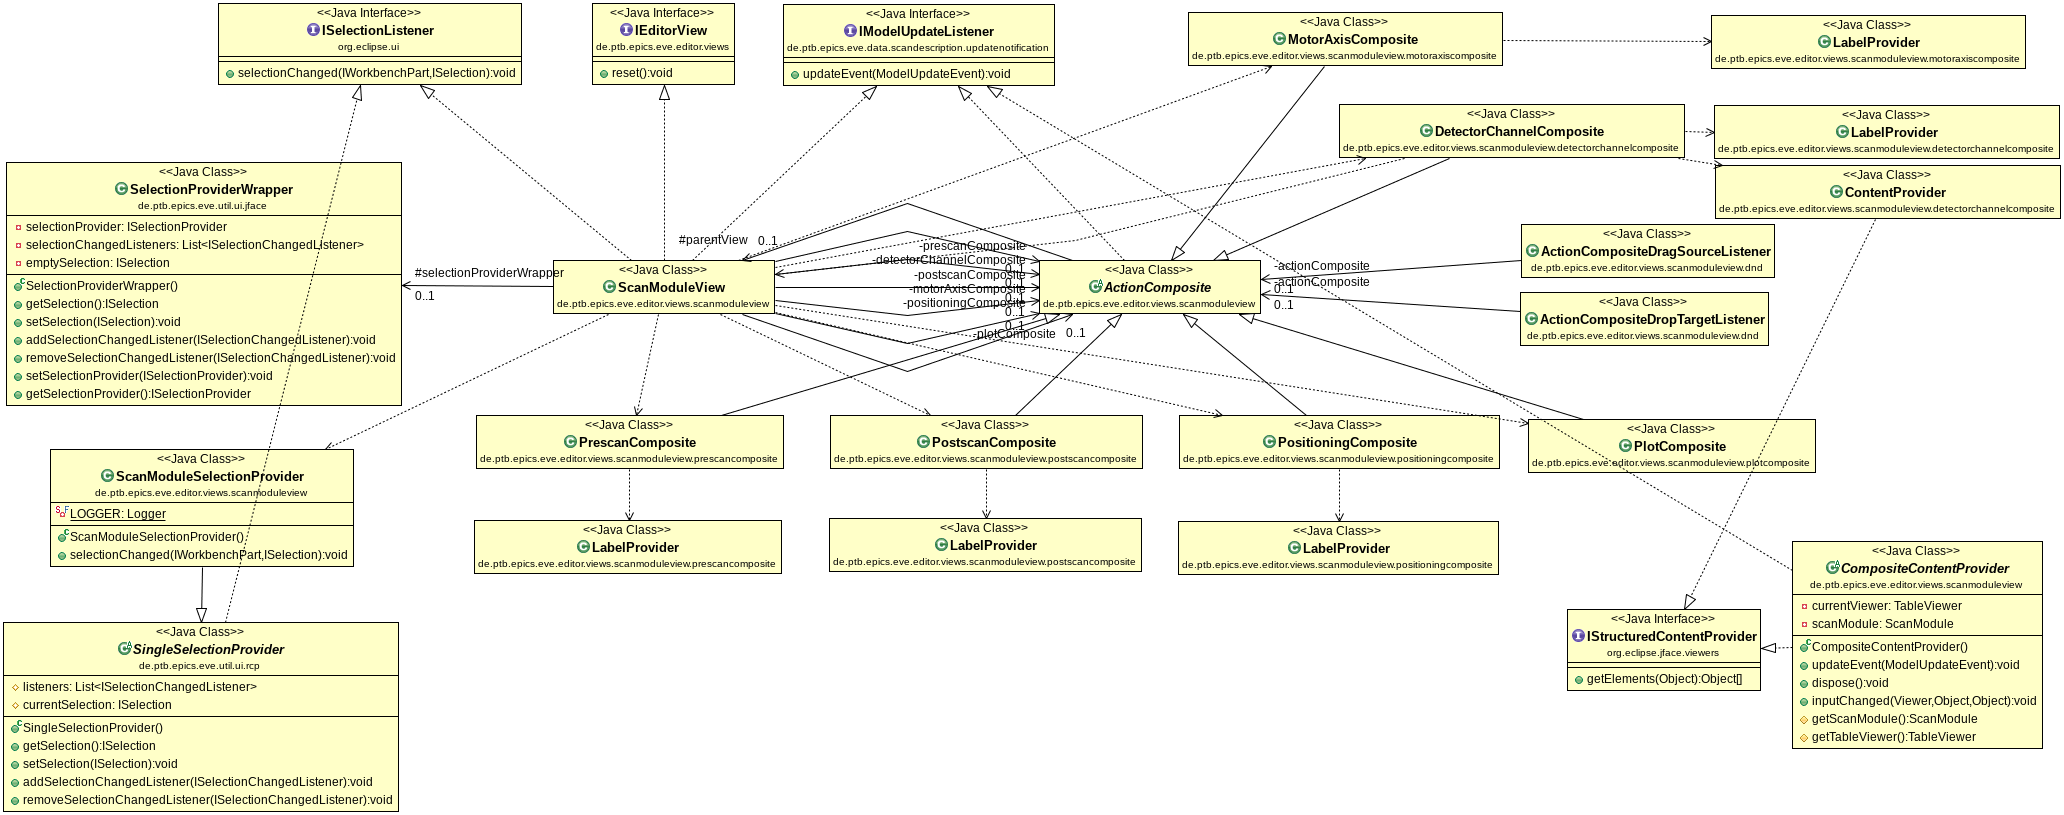 <<Java Interface>>
ISelectionListener
org.eclipse.ui
selectionChanged(IWorkbenchPart,ISelection):void
<<Java Interface>>
IEditorView
de.ptb.epics.eve.editor.views
reset():void
<<Java Interface>>
IModelUpdateListener
de.ptb.epics.eve.data.scandescription.updatenotification
updateEvent(ModelUpdateEvent):void
<<Java Class>>
MotorAxisComposite
de.ptb.epics.eve.editor.views.scanmoduleview.motoraxiscomposite
<<Java Class>>
LabelProvider
de.ptb.epics.eve.editor.views.scanmoduleview.motoraxiscomposite
<<Java Class>>
DetectorChannelComposite
de.ptb.epics.eve.editor.views.scanmoduleview.detectorchannelcomposite
<<Java Class>>
LabelProvider
de.ptb.epics.eve.editor.views.scanmoduleview.detectorchannelcomposite
<<Java Class>>
ContentProvider
de.ptb.epics.eve.editor.views.scanmoduleview.detectorchannelcomposite
<<Java Class>>
SelectionProviderWrapper
de.ptb.epics.eve.util.ui.jface
selectionProvider: ISelectionProvider
selectionChangedListeners: List<ISelectionChangedListener>
emptySelection: ISelection
SelectionProviderWrapper()
getSelection():ISelection
setSelection(ISelection):void
addSelectionChangedListener(ISelectionChangedListener):void
removeSelectionChangedListener(ISelectionChangedListener):void
setSelectionProvider(ISelectionProvider):void
getSelectionProvider():ISelectionProvider
#selectionProviderWrapper
0..1
<<Java Class>>
ScanModuleView
de.ptb.epics.eve.editor.views.scanmoduleview
#parentView
0..1
-prescanComposite
-detectorChannelComposite
0..1
-postscanComposite
0..1
-motorAxisComposite
0..1
-positioningComposite
0..1
0..1
-plotComposite
0..1
<<Java Class>>
ActionComposite
de.ptb.epics.eve.editor.views.scanmoduleview
-actionComposite
0..1
-actionComposite
0..1
<<Java Class>>
ActionCompositeDragSourceListener
de.ptb.epics.eve.editor.views.scanmoduleview.dnd
<<Java Class>>
ActionCompositeDropTargetListener
de.ptb.epics.eve.editor.views.scanmoduleview.dnd
<<Java Class>>
PrescanComposite
de.ptb.epics.eve.editor.views.scanmoduleview.prescancomposite
<<Java Class>>
PostscanComposite
de.ptb.epics.eve.editor.views.scanmoduleview.postscancomposite
<<Java Class>>
PositioningComposite
de.ptb.epics.eve.editor.views.scanmoduleview.positioningcomposite
<<Java Class>>
PlotComposite
de.ptb.epics.eve.editor.views.scanmoduleview.plotcomposite
<<Java Class>>
ScanModuleSelectionProvider
de.ptb.epics.eve.editor.views.scanmoduleview
LOGGER: Logger
ScanModuleSelectionProvider()
selectionChanged(IWorkbenchPart,ISelection):void
<<Java Class>>
LabelProvider
de.ptb.epics.eve.editor.views.scanmoduleview.prescancomposite
<<Java Class>>
LabelProvider
de.ptb.epics.eve.editor.views.scanmoduleview.postscancomposite
<<Java Class>>
LabelProvider
de.ptb.epics.eve.editor.views.scanmoduleview.positioningcomposite
<<Java Class>>
CompositeContentProvider
de.ptb.epics.eve.editor.views.scanmoduleview
currentViewer: TableViewer
scanModule: ScanModule
CompositeContentProvider()
updateEvent(ModelUpdateEvent):void
dispose():void
inputChanged(Viewer,Object,Object):void
getScanModule():ScanModule
getTableViewer():TableViewer
<<Java Interface>>
IStructuredContentProvider
org.eclipse.jface.viewers
getElements(Object):Object[]
<<Java Class>>
SingleSelectionProvider
de.ptb.epics.eve.util.ui.rcp
listeners: List<ISelectionChangedListener>
currentSelection: ISelection
SingleSelectionProvider()
getSelection():ISelection
setSelection(ISelection):void
addSelectionChangedListener(ISelectionChangedListener):void
removeSelectionChangedListener(ISelectionChangedListener):void